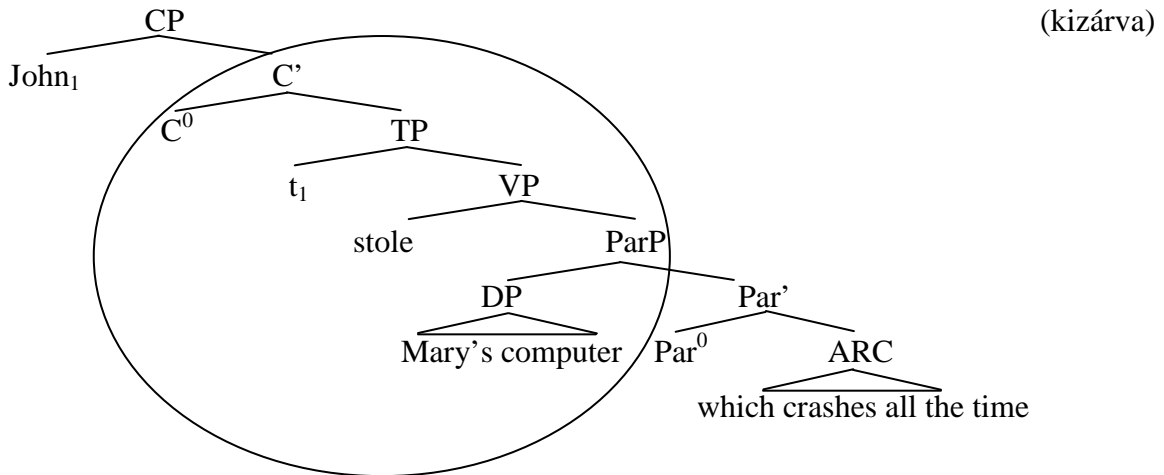 CP (kizárva)
John₁ C’
C⁰ TP
t₁ VP
stole ParP
DP Par’
Mary’s computer Par⁰ ARC
which crashes all the time